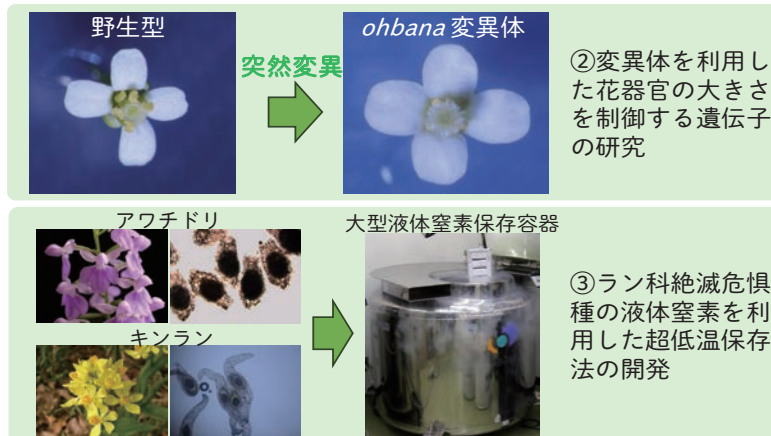 野生型
突然変異
ohbana 変異体
②変異体を利用し
た花器官の大きさ
を制御する遺伝子
の研究
アワチドリ
キンラン
大型液体窒素保存容器
③ラン科絶滅危惧
種の液体窒素を利
用した超低温保存
法の開発